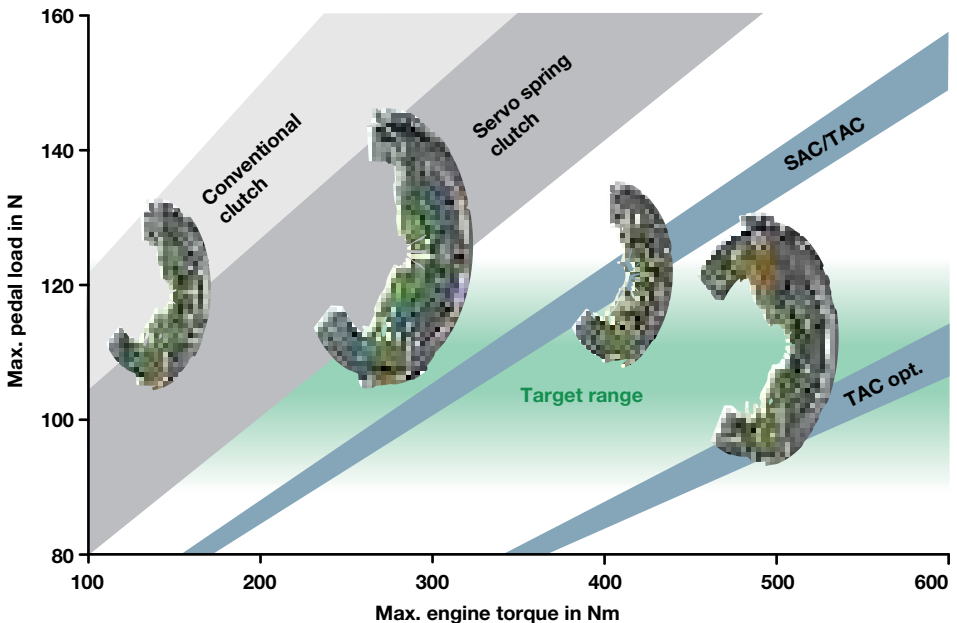 160
140
120
100
80
100
200
300
400
500
600
Max. pedal load in N
Max. engine torque in Nm
Conventional
clutch
Servo spring
clutch
SAC/TAC
Target range
TAC opt.